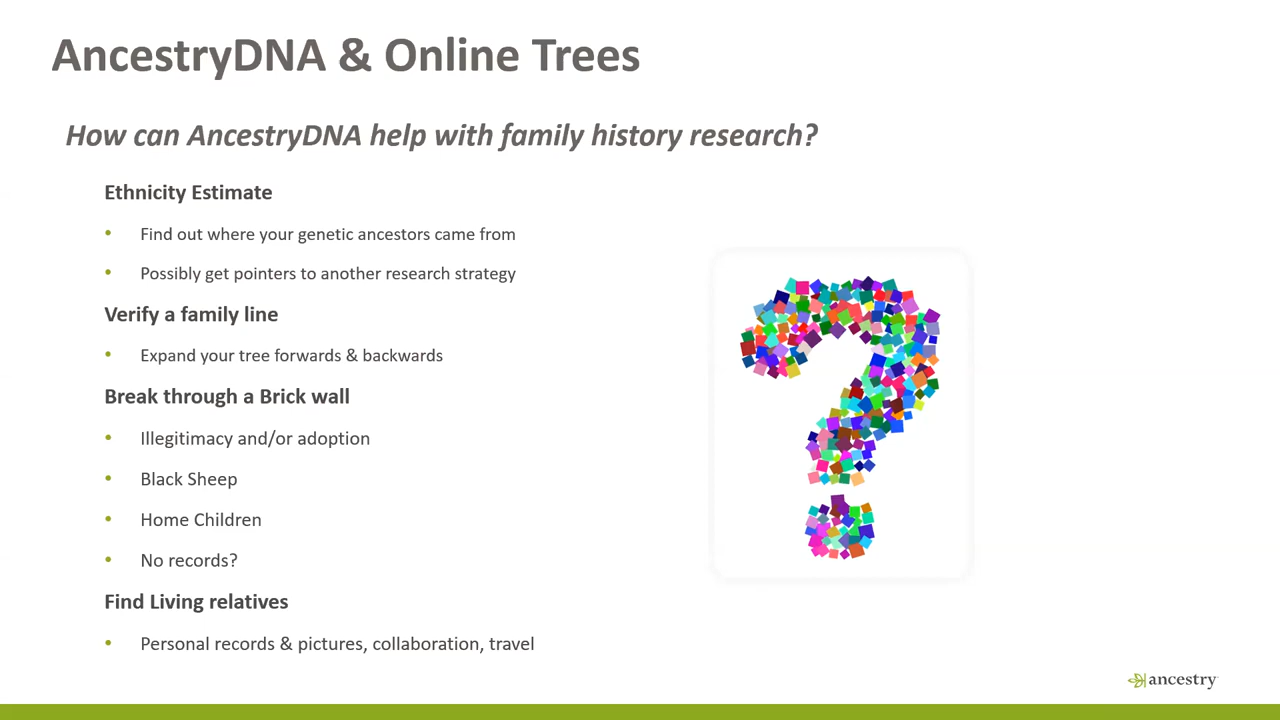 AncestryDNA & Online Trees
How can AncestryDNA help with family history research?
Ethnicity Estimate
• Find out where your genetic ancestors came from
• Possibly get pointers to another research strategy
Verify a family line
• Expand your tree forwards & backwards
Break through a Brick wall
• Illegitimacy and/or adoption
• Black Sheep
• Home Children
• No records?
Find Living relatives
• Personal records & pictures, collaboration, travel
?
ancestry